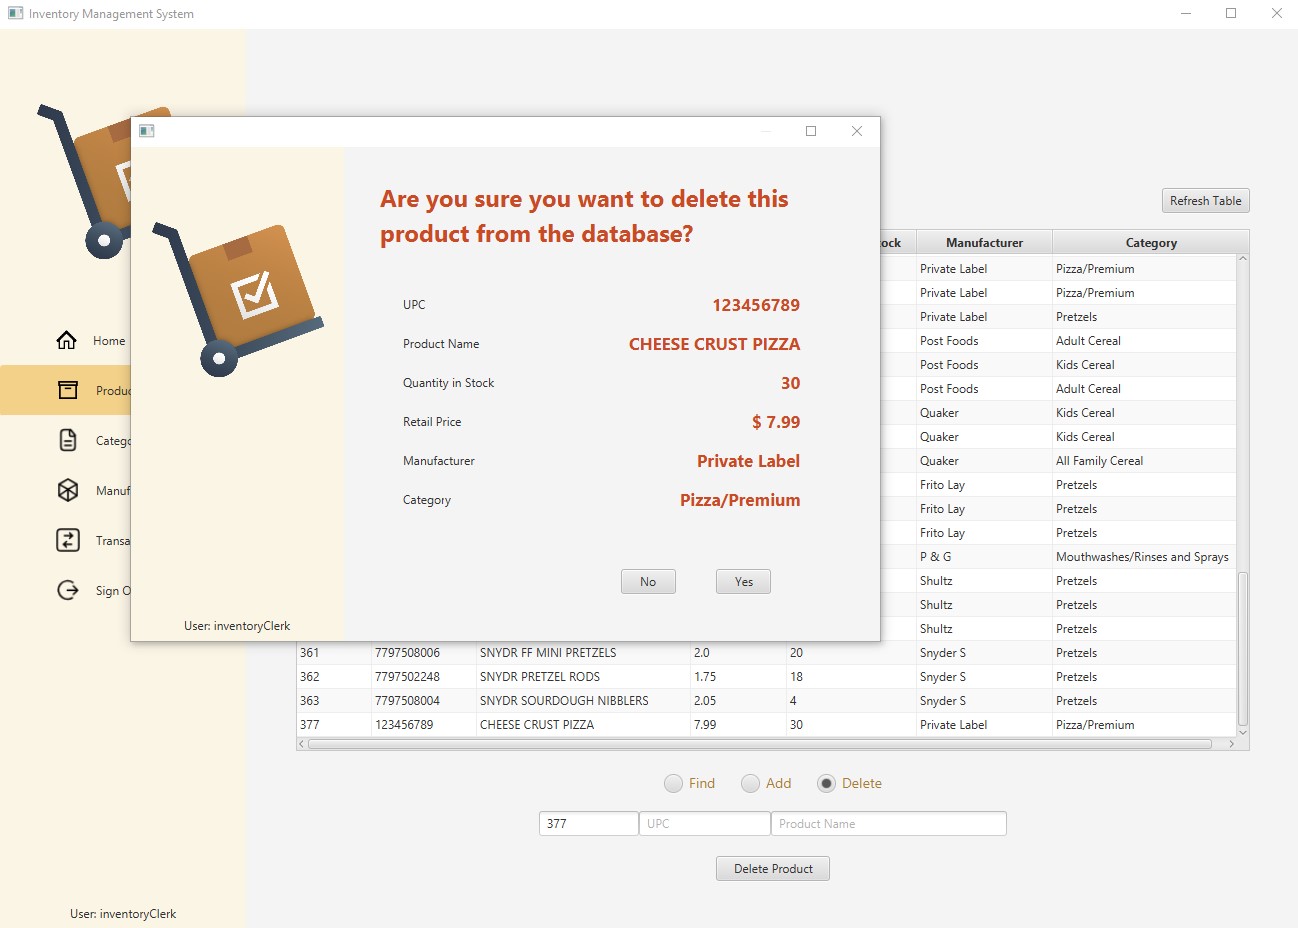 Inventory Management System
Are you sure you want to delete this
product from the database?
UPC 123456789
Product Name CHEESE CRUST PIZZA
Quantity in Stock 30
Retail Price $ 7.99
Manufacturer Private Label
Category Pizza/Premium
No Yes
User: inventoryClerk
Home
Produc
Catego
Manuf
Transa
Sign O
User: inventoryClerk
Refresh Table
ock Manufacturer Category
Private Label Pizza/Premium
Private Label Pizza/Premium
Private Label Pretzels
Post Foods Adult Cereal
Post Foods Kids Cereal
Post Foods Adult Cereal
Quaker Kids Cereal
Quaker Kids Cereal
Quaker All Family Cereal
Frito Lay Pretzels
Frito Lay Pretzels
Frito Lay Pretzels
P & G Mouthwashes/Rinses and Sprays
Shultz Pretzels
Shultz Pretzels
Shultz Pretzels
361 7797508006 SNYDR FF MINI PRETZELS 2.0 20 Snyder S Pretzels
362 7797502248 SNYDR PRETZEL RODS 1.75 18 Snyder S Pretzels
363 7797508004 SNYDR SOURDOUGH NIBBLERS 2.05 4 Snyder S Pretzels
377 123456789 CHEESE CRUST PIZZA 7.99 30 Private Label Pizza/Premium
Find Add Delete
377 UPC Product Name
Delete Product